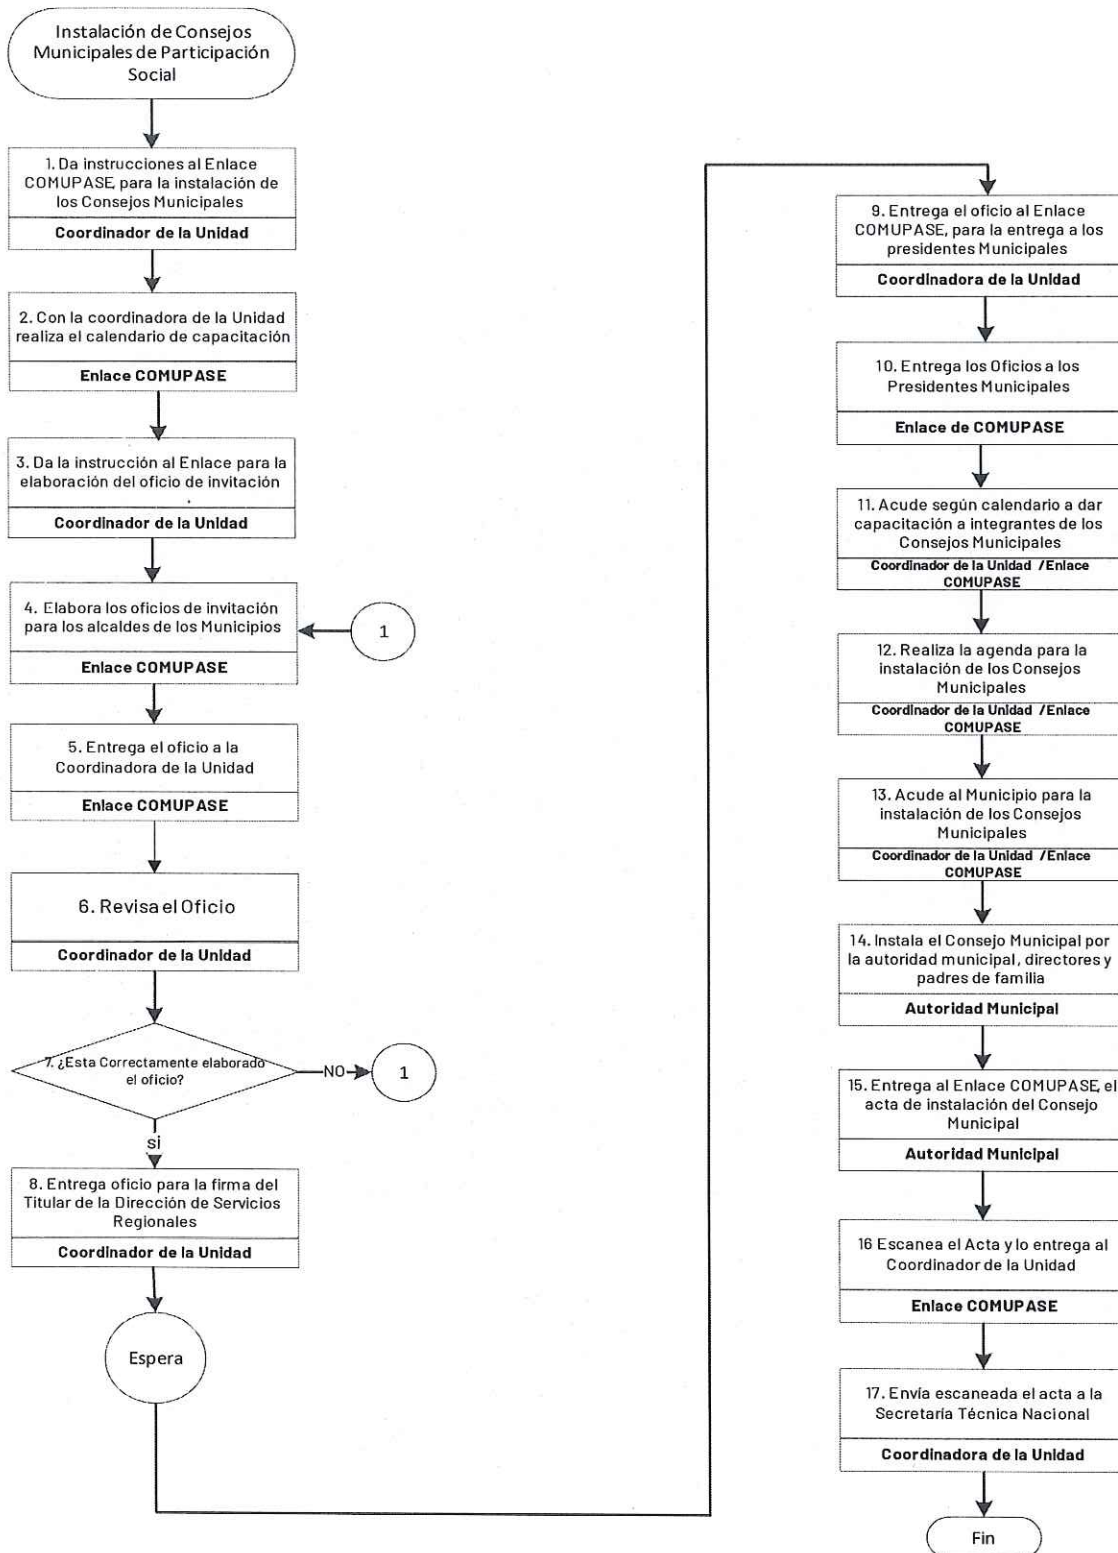 Instalación de Consejos
Municipales de Participación
Social
1. Da instrucciones al Enlace
COMUPASE, para la instalación de
los Consejos Municipales
Coordinador de la Unidad
2. Con la coordinadora de la Unidad
realiza el calendario de capacitación
Enlace COMUPASE
3. Da la instrucción al Enlace para la
elaboración del oficio de invitación
Coordinador de la Unidad
4. Elabora los oficios de invitación
para los alcaldes de los Municipios
Enlace COMUPASE
1
5. Entrega el oficio a la
Coordinadora de la Unidad
Enlace COMUPASE
6. Revisa el Oficio
Coordinador de la Unidad
7. ¿Esta Correctamente elaborado
el oficio?
NO
1
si
8. Entrega oficio para la firma del
Titular de la Dirección de Servicios
Regionales
Coordinador de la Unidad
Espera
9. Entrega el oficio al Enlace
COMUPASE, para la entrega a los
presidentes Municipales
Coordinadora de la Unidad
10. Entrega los Oficios a los
Presidentes Municipales
Enlace de COMUPASE
11. Acude según calendario a dar
capacitación a integrantes de los
Consejos Municipales
Coordinador de la Unidad /Enlace
COMUPASE
12. Realiza la agenda para la
instalación de los Consejos
Municipales
Coordinador de la Unidad /Enlace
COMUPASE
13. Acude al Municipio para la
instalación de los Consejos
Municipales
Coordinador de la Unidad /Enlace
COMUPASE
14. Instala el Consejo Municipal por
la autoridad municipal, directores y
padres de familia
Autoridad Municipal
15. Entrega al Enlace COMUPASE, el
acta de instalación del Consejo
Municipal
Autoridad Municipal
16 Escanea el Acta y lo entrega al
Coordinador de la Unidad
Enlace COMUPASE
17. Envía escaneada el acta a la
Secretaría Técnica Nacional
Coordinadora de la Unidad
Fin